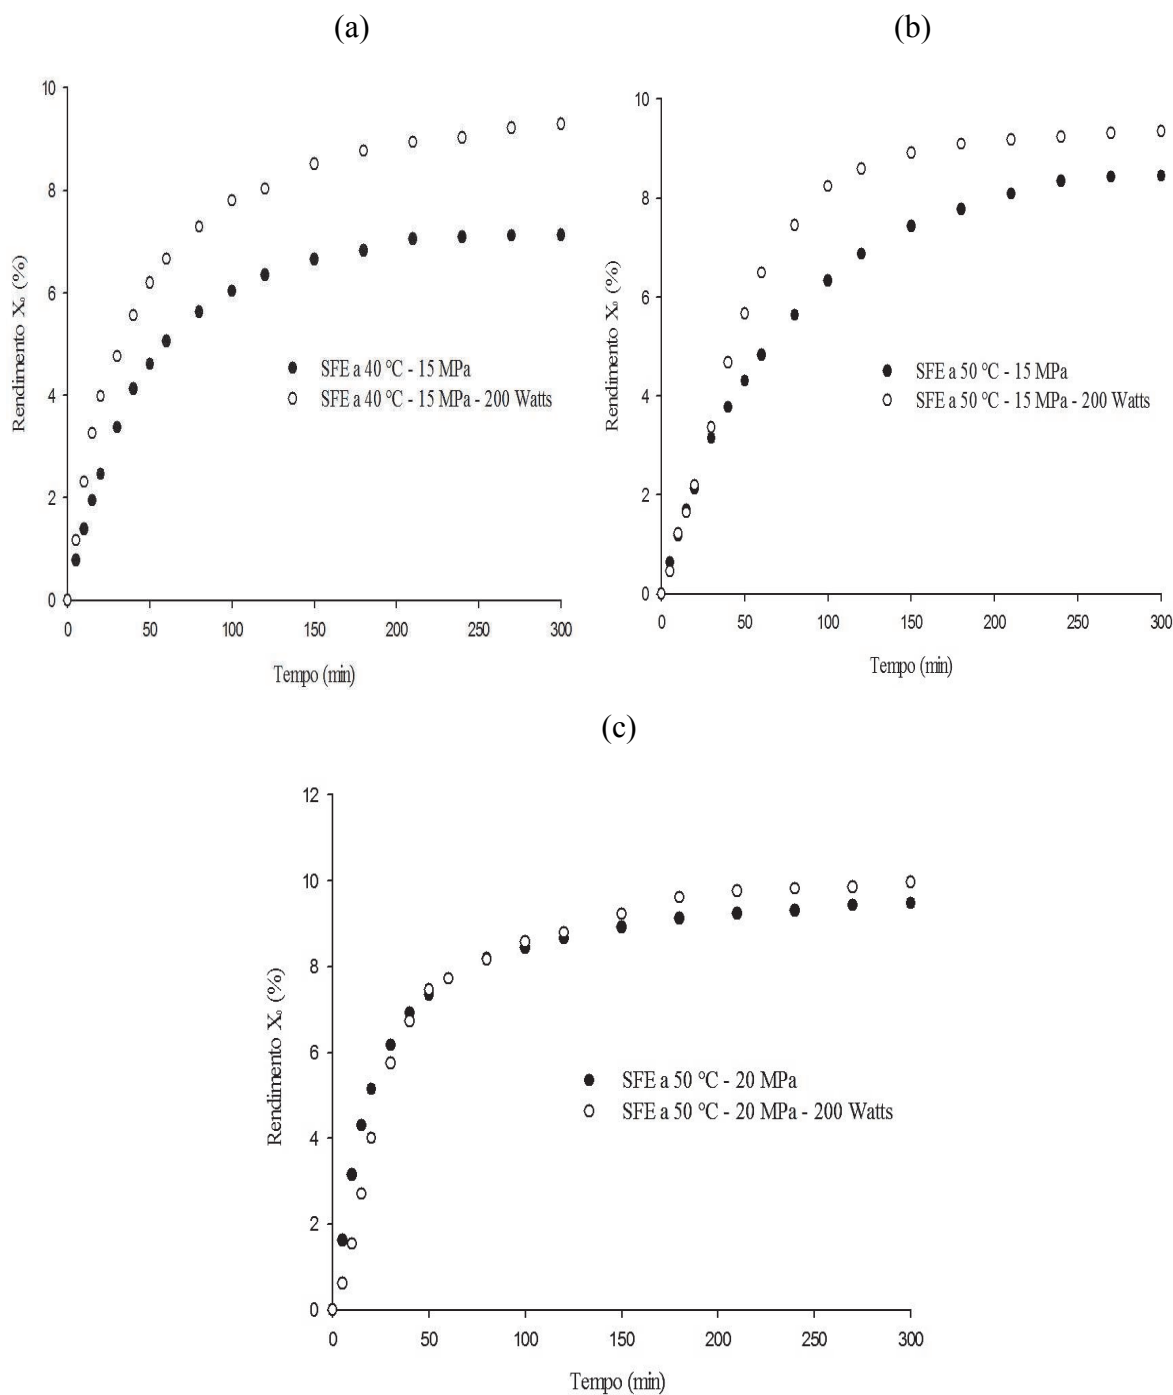 (a)
(b)
10
8
6
4
2
0
Rendimento Xₒ (%)
SFE a 40 °C - 15 MPa
SFE a 40 °C - 15 MPa - 200 Watts
0 50 100 150 200 250 300
Tempo (min)
10
8
6
4
2
0
Rendimento Xₒ (%)
SFE a 50 °C - 15 MPa
SFE a 50 °C - 15 MPa - 200 Watts
0 50 100 150 200 250 300
Tempo (min)
(c)
12
10
8
6
4
2
0
Rendimento Xₒ (%)
SFE a 50 °C - 20 MPa
SFE a 50 °C - 20 MPa - 200 Watts
0 50 100 150 200 250 300
Tempo (min)